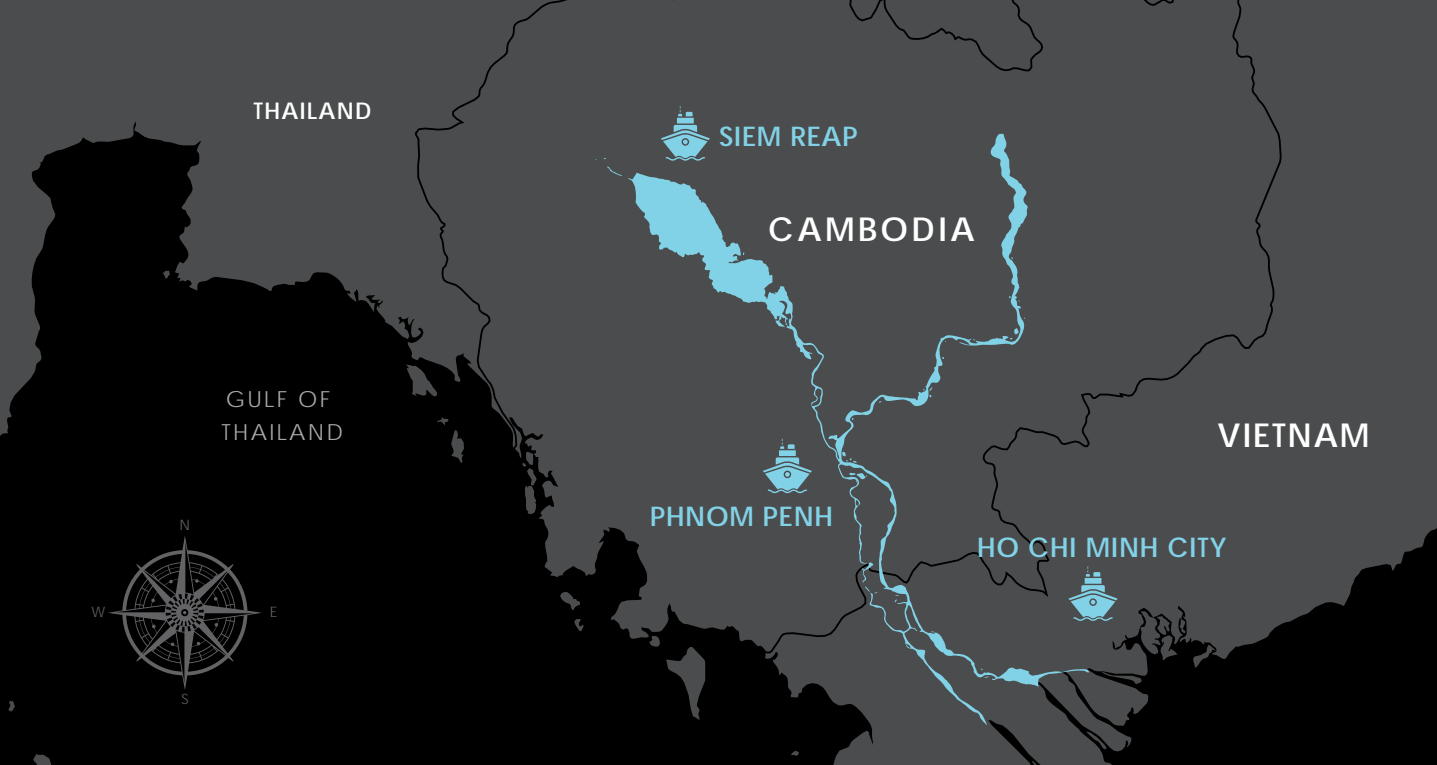 THAILAND
SIEM REAP
CAMBODIA
GULF OF
THAILAND
VIETNAM
PHNOM PENH
N
HO CHI MINH CITY
W
E
S